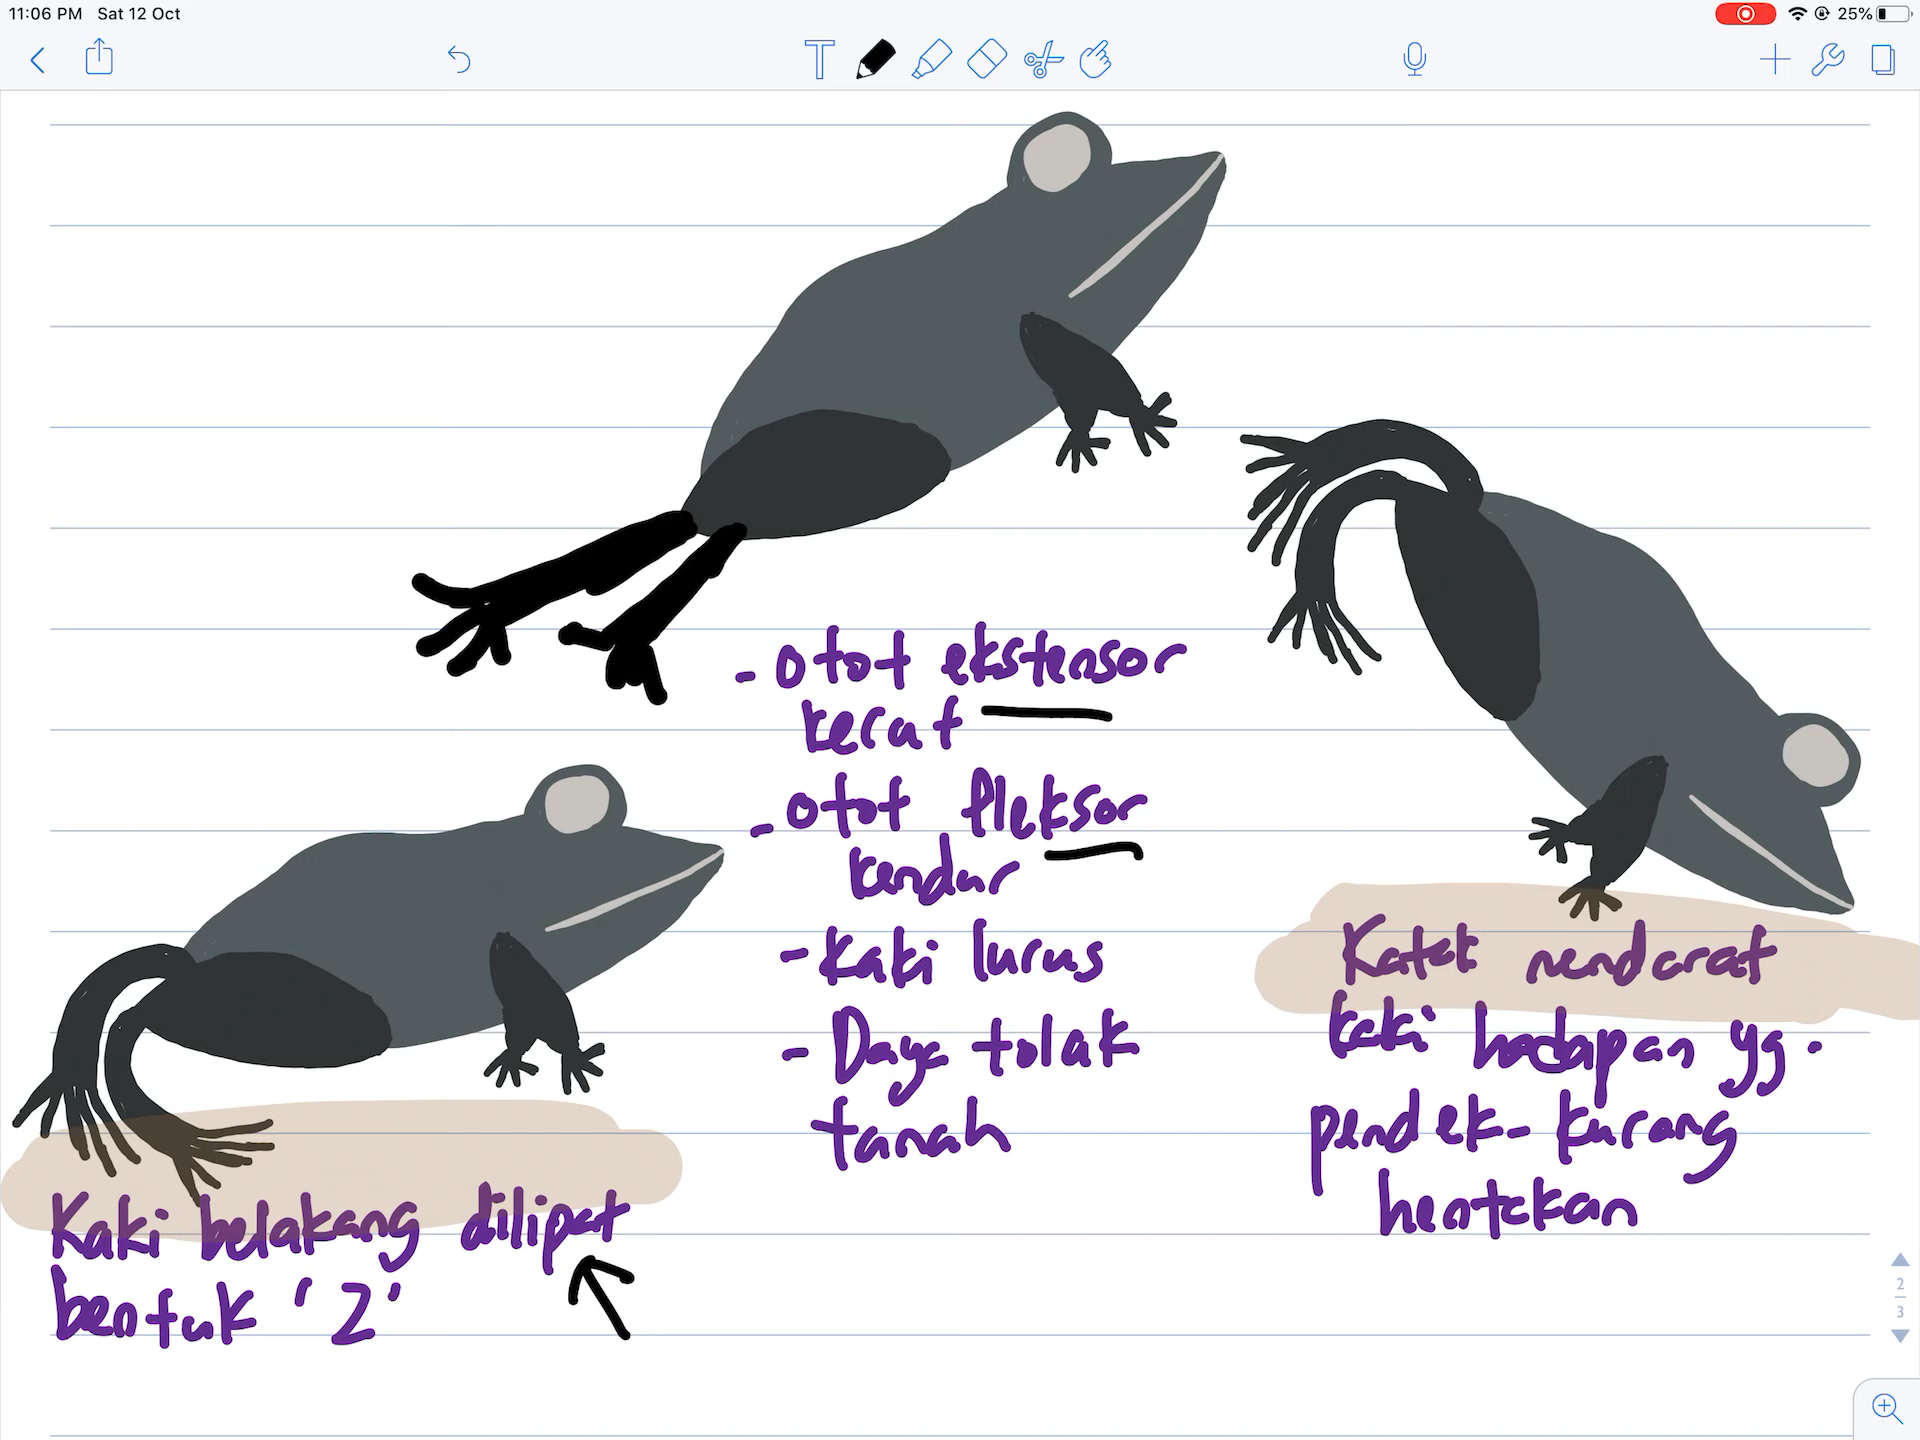 11:06 PM Sat 12 Oct
25%
- otot ekstensor
kerat
- otot fleksor
kendur
- Kaki lurus
- Daya tolak
tanah
Kaki belakang dilipat
bentuk 'Z'
Katak mendarat
kaki hadapan yg.
pendek - kurang
hentakan
2
3